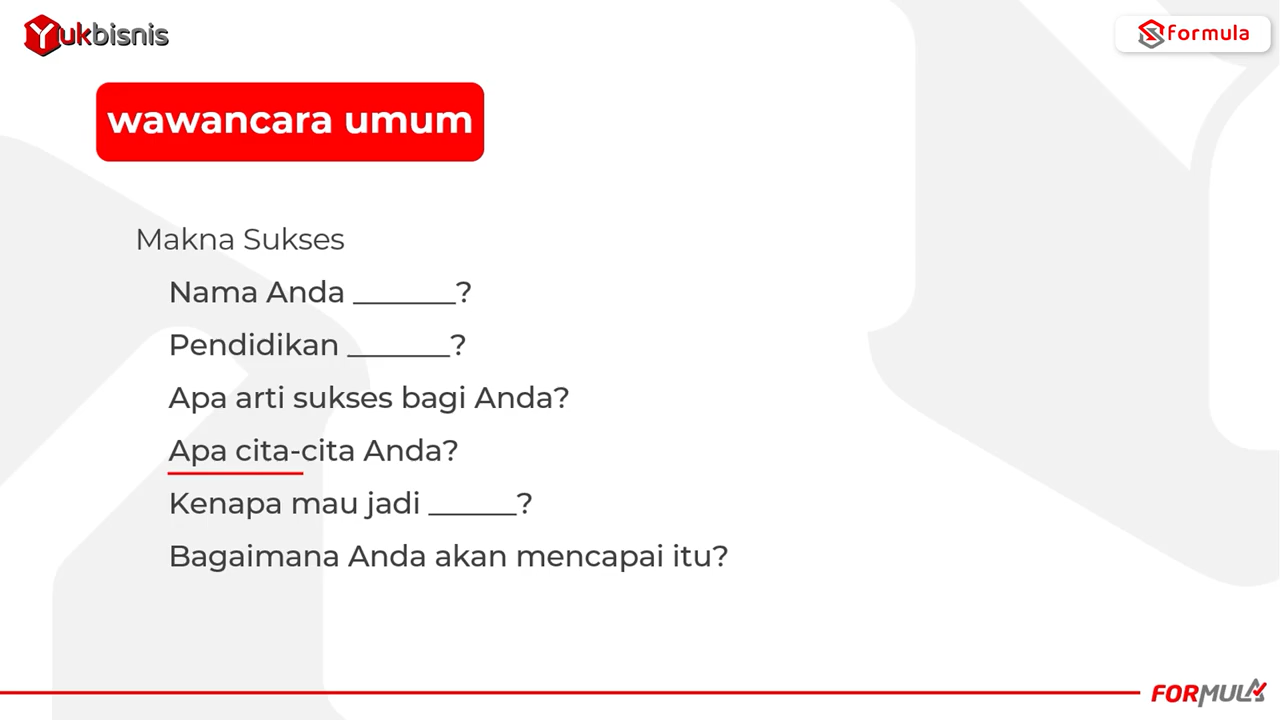 Yukbisnis
formula
wawancara umum
Makna Sukses
Nama Anda _______?
Pendidikan _______?
Apa arti sukses bagi Anda?
Apa cita-cita Anda?
Kenapa mau jadi ______?
Bagaimana Anda akan mencapai itu?
FORMULA